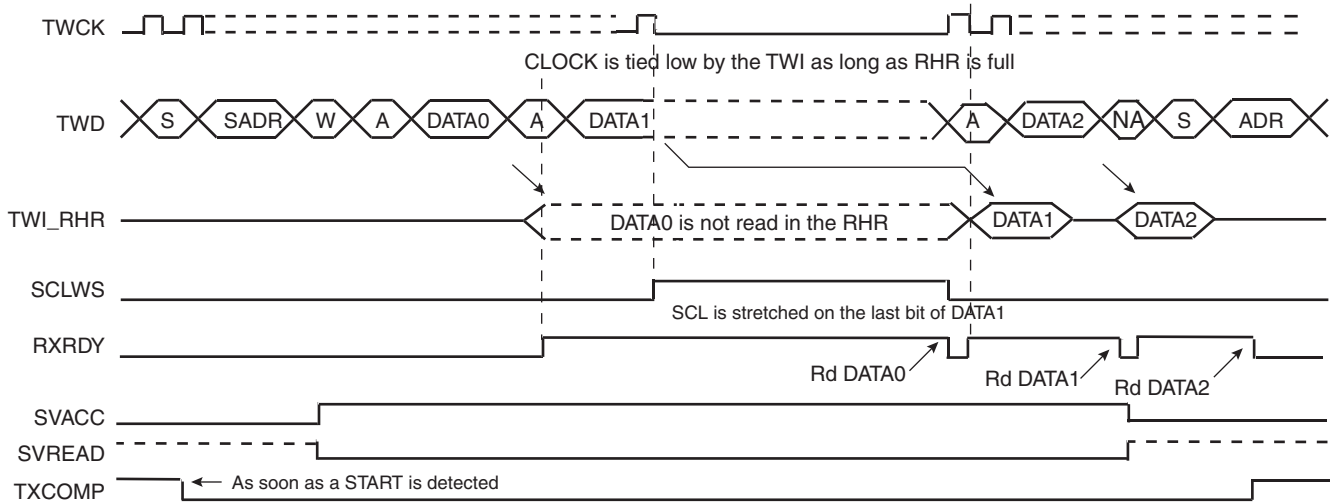 TWCK
CLOCK is tied low by the TWI as long as RHR is full
TWD S SADR W A DATA0 A DATA1 A DATA2 NA S ADR
TWI_RHR DATA0 is not read in the RHR DATA1 DATA2
SCLWS
SCL is stretched on the last bit of DATA1
RXRDY
Rd DATA0 Rd DATA1 Rd DATA2
SVACC
SVREAD
TXCOMP As soon as a START is detected